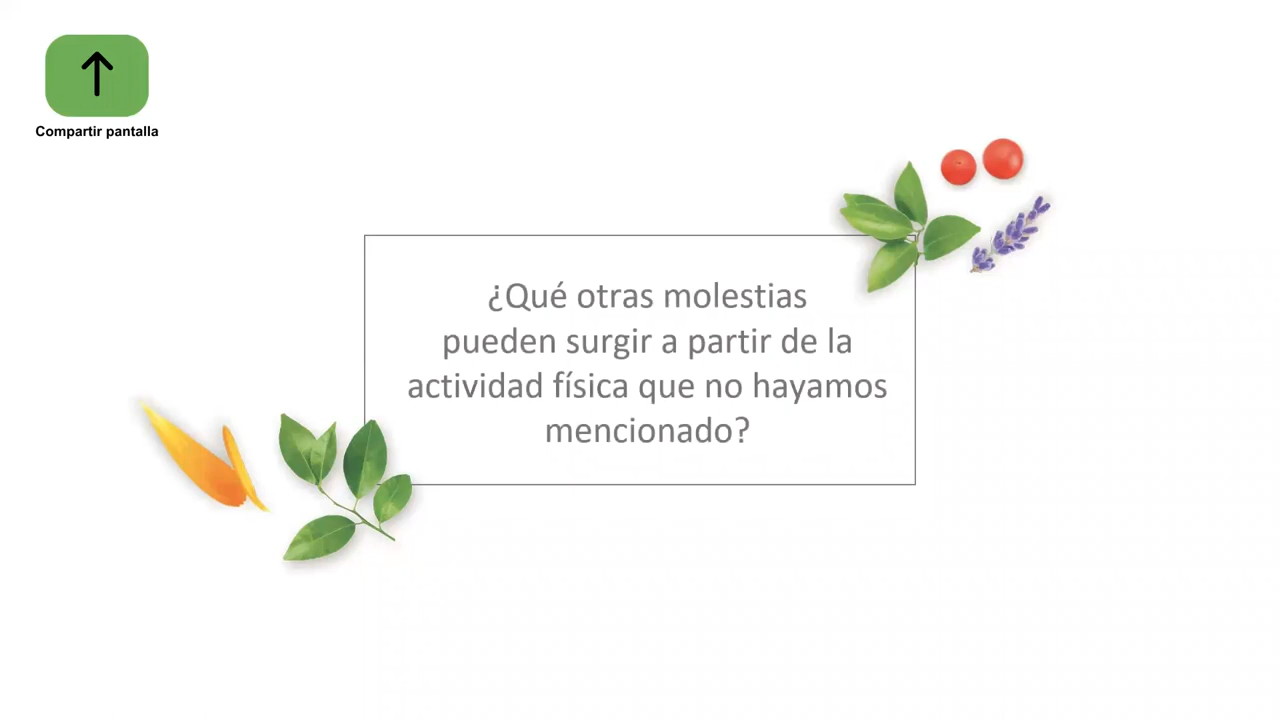 Compartir pantalla
¿Qué otras molestias
pueden surgir a partir de la
actividad física que no hayamos
mencionado?